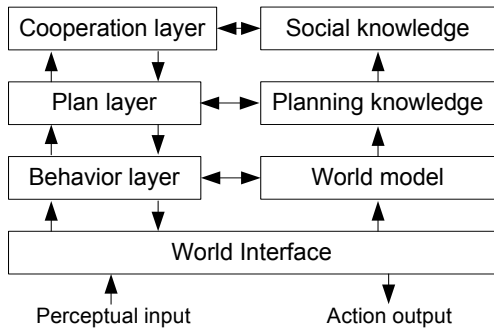 Cooperation layer
Social knowledge
Plan layer
Planning knowledge
Behavior layer
World model
World Interface
Perceptual input
Action output